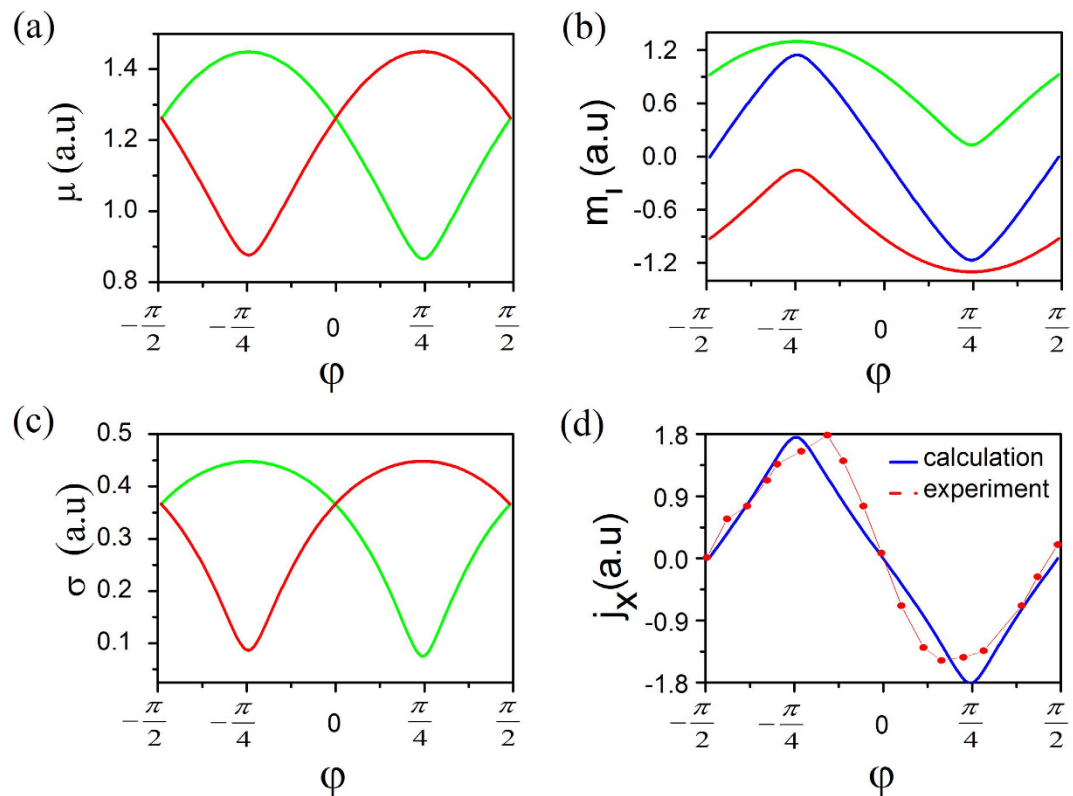 (a)
μ (a.u)
1.4
1.2
1.0
0.8
−π/2
−π/4
0
π/4
π/2
φ
(b)
m_l (a.u)
1.2
0.6
0.0
-0.6
-1.2
−π/2
−π/4
0
π/4
π/2
φ
(c)
σ (a.u)
0.5
0.4
0.3
0.2
0.1
−π/2
−π/4
0
π/4
π/2
φ
(d)
j_x(a.u)
1.8
0.9
0.0
-0.9
-1.8
calculation
experiment
−π/2
−π/4
0
π/4
π/2
φ